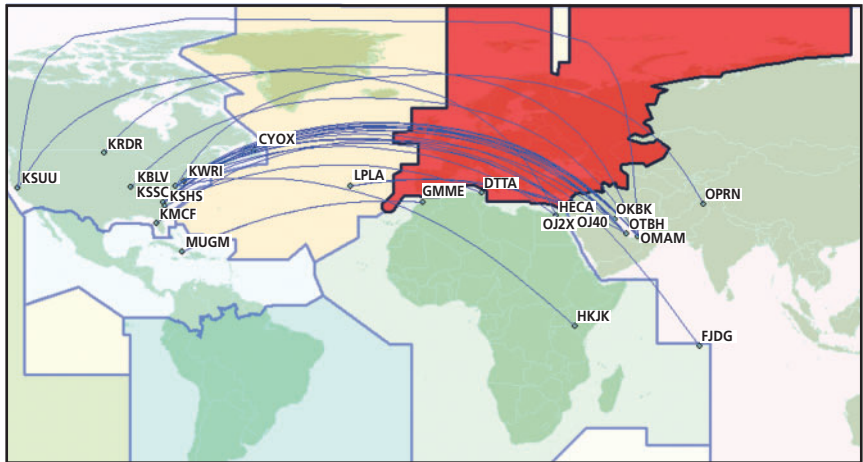 CYOX
KRDR
KSUU
KBLV
KWRI
KSSC
KSHS
KMCF
MUGM
LPLA
GMME
DTTA
HECA
OJ2X
OJ40
OKBK
OTBH
OMAM
OPRN
HKJK
FJDG